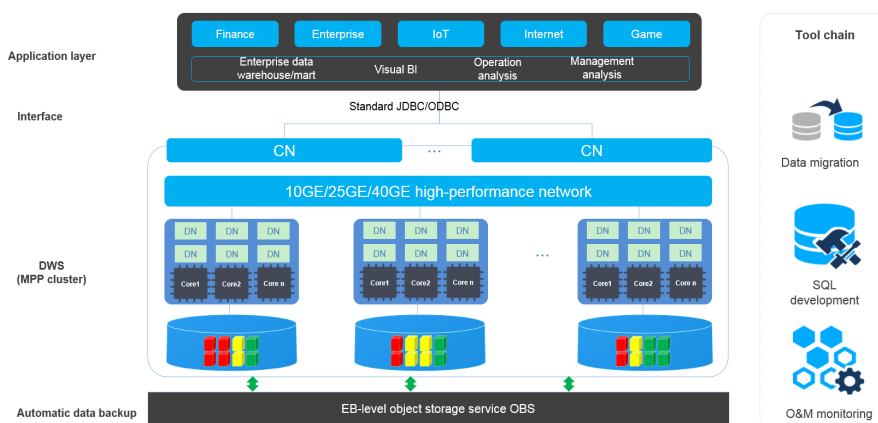 Application layer
Finance
Enterprise
IoT
Internet
Game
Enterprise data
warehouse/mart
Visual BI
Operation
analysis
Management
analysis
Tool chain
Interface
Standard JDBC/ODBC
CN
...
CN
Data migration
10GE/25GE/40GE high-performance network
DWS
(MPP cluster)
DN DN DN
DN DN DN
Core1 Core2 Core n
DN DN DN
DN DN DN
Core1 Core2 Core n
...
DN DN DN
DN DN DN
Core1 Core2 Core n
SQL
development
Automatic data backup
EB-level object storage service OBS
O&M monitoring